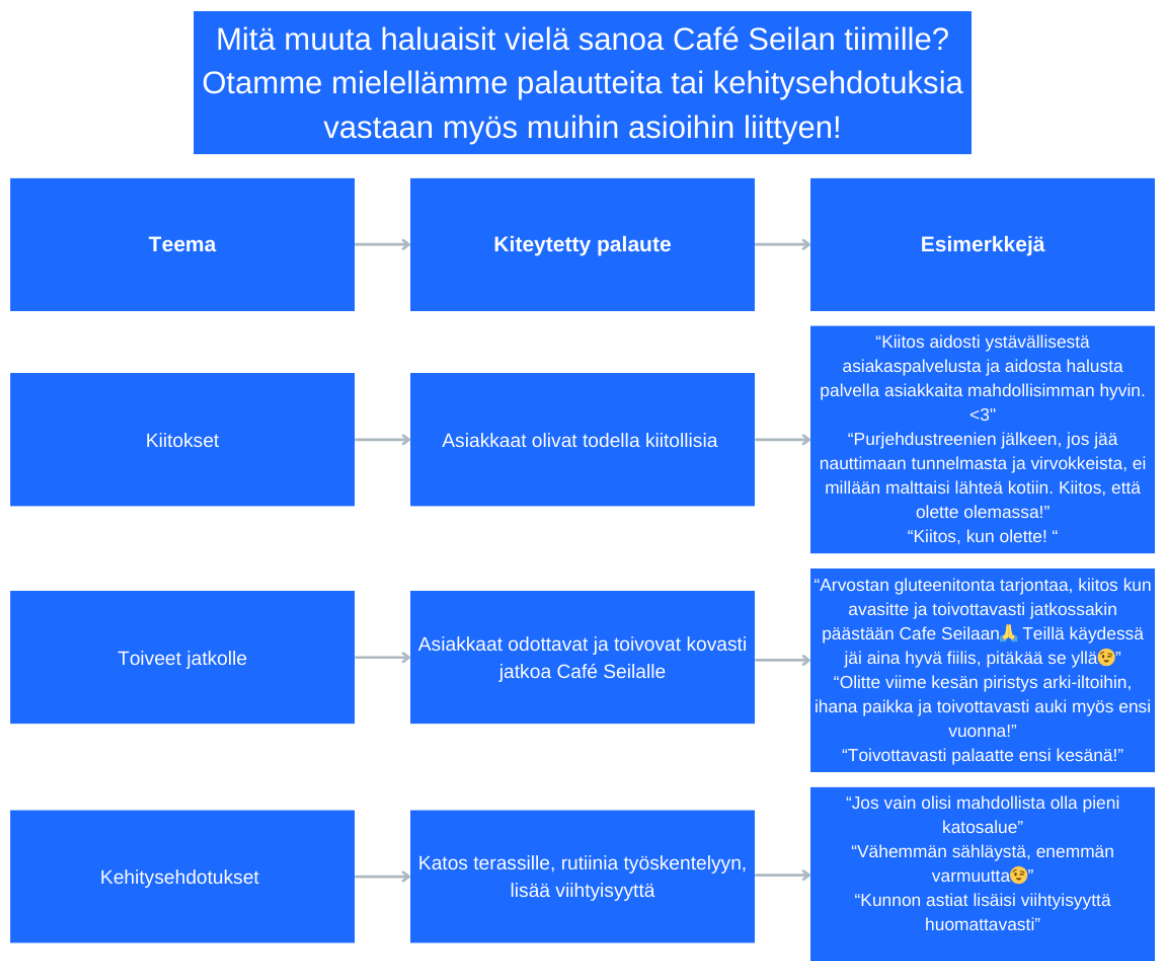 Mitä muuta haluaisit vielä sanoa Café Seilan tiimille?
Otamme mielellämme palautteita tai kehitysehdotuksia
vastaan myös muihin asioihin liittyen!
Teema
Kiteytetty palaute
Esimerkkejä
Kiitokset
Asiakkaat olivat todella kiitollisia
“Kiitos aidosti ystävällisestä
asiakaspalvelusta ja aidosta halusta
palvella asiakkaita mahdollisimman hyvin.
<3"
“Purjehdustreenien jälkeen, jos jää
nauttimaan tunnelmasta ja virvokkeista, ei
millään malttaisi lähteä kotiin. Kiitos, että
olette olemassa!”
“Kiitos, kun olette! “
Toiveet jatkolle
Asiakkaat odottavat ja toivovat kovasti
jatkoa Café Seilalle
“Arvostan gluteenitonta tarjontaa, kiitos kun
avasitte ja toivottavasti jatkossakin
päästään Cafe Seilaan🙏 Teillä käydessä
jäi aina hyvä fiilis, pitäkää se yllä😉”
“Olitte viime kesän piristys arki-iltoihin,
ihana paikka ja toivottavasti auki myös ensi
vuonna!”
“Toivottavasti palaatte ensi kesänä!”
Kehitysehdotukset
Katos terassille, rutiinia työskentelyyn,
lisää viihtyisyyttä
“Jos vain olisi mahdollista olla pieni
katosalue”
“Vähemmän sähläystä, enemmän
varmuutta😉”
“Kunnon astiat lisäisi viihtyisyyttä
huomattavasti”